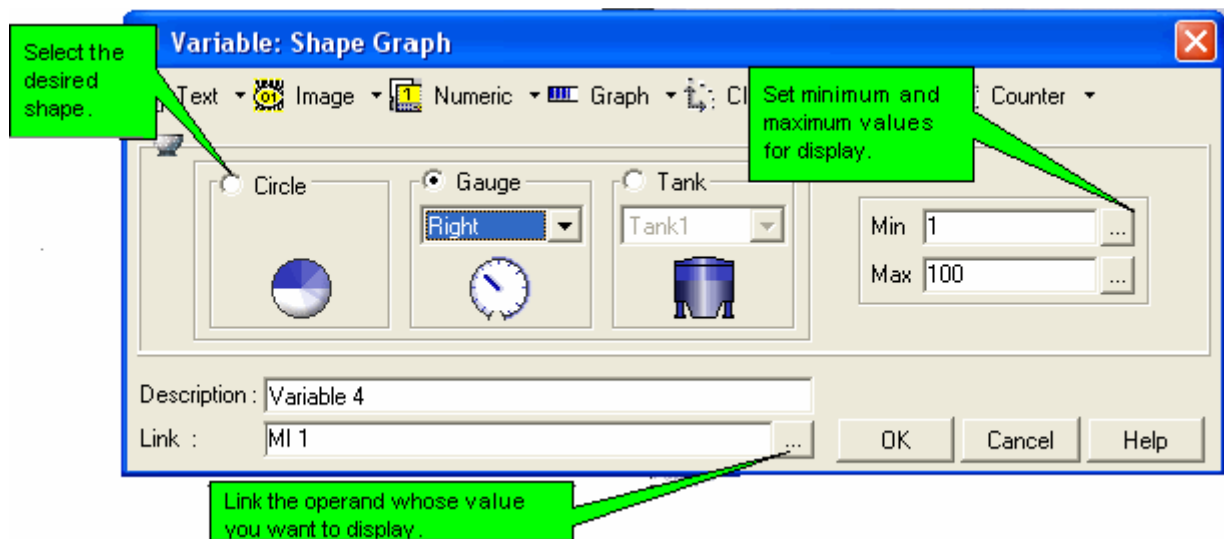 Variable: Shape Graph
Select the
desired
shape.
Text Image Numeric Graph Counter
Set minimum and
maximum values
for display.
Circle Gauge Tank
Right Tank1
Min 1 ...
Max 100 ...
Description : Variable 4
Link : MI 1 ... OK Cancel Help
Link the operand whose value
you want to display.